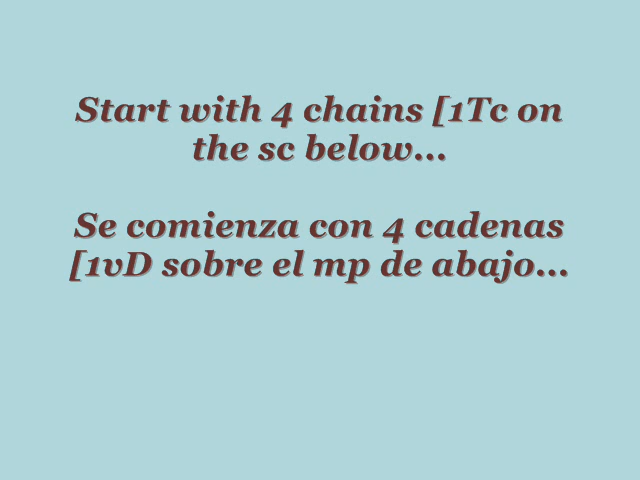 Start with 4 chains [1Tc on
the sc below...
Se comienza con 4 cadenas
[1vD sobre el mp de abajo...